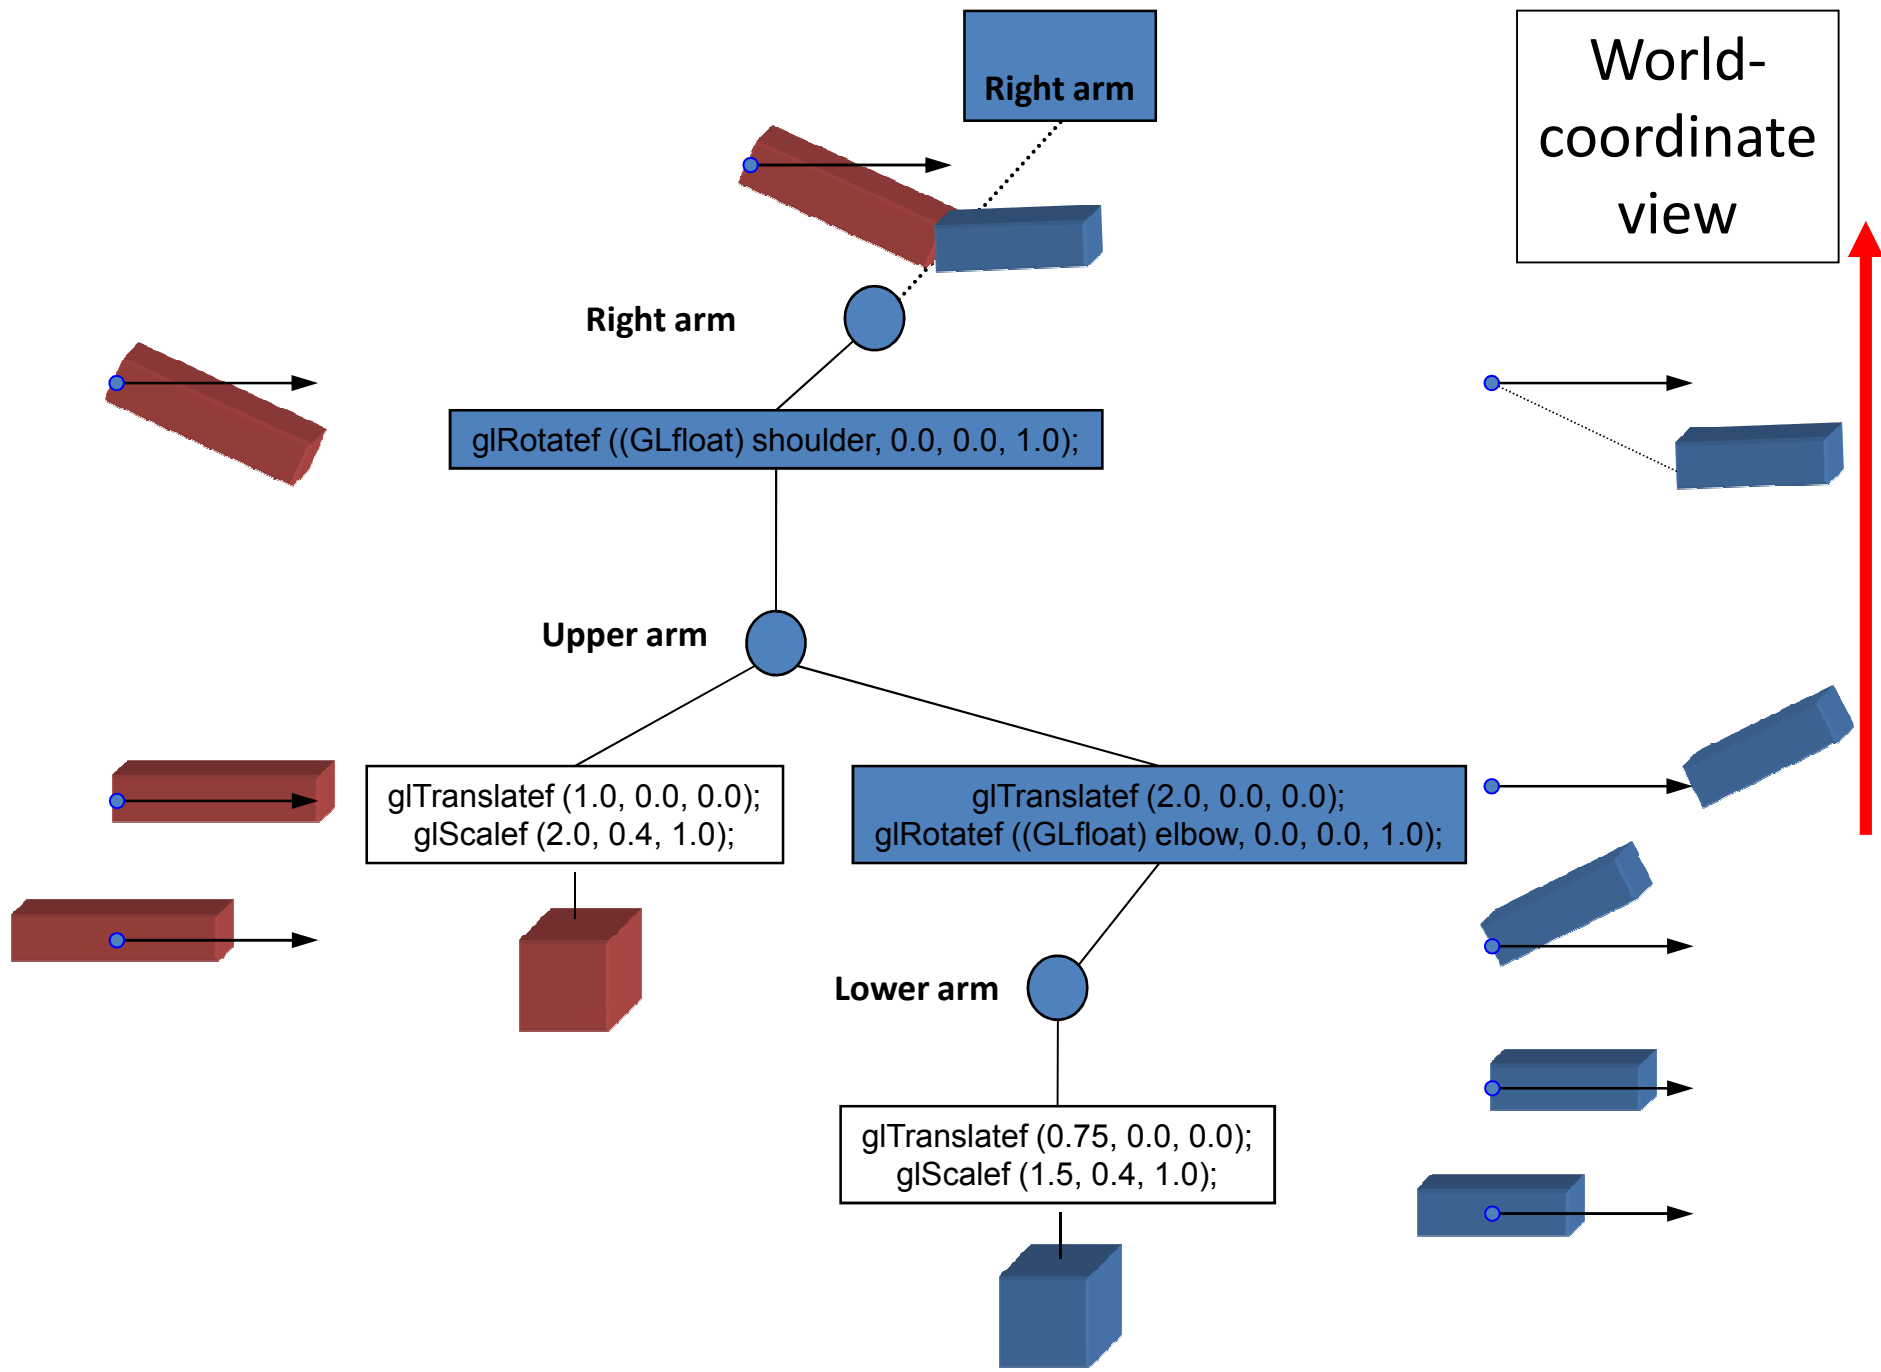 Right arm
World-
coordinate
view
Right arm
glRotatef ((GLfloat) shoulder, 0.0, 0.0, 1.0);
Upper arm
glTranslatef (1.0, 0.0, 0.0);
glScalef (2.0, 0.4, 1.0);
glTranslatef (2.0, 0.0, 0.0);
glRotatef ((GLfloat) elbow, 0.0, 0.0, 1.0);
Lower arm
glTranslatef (0.75, 0.0, 0.0);
glScalef (1.5, 0.4, 1.0);